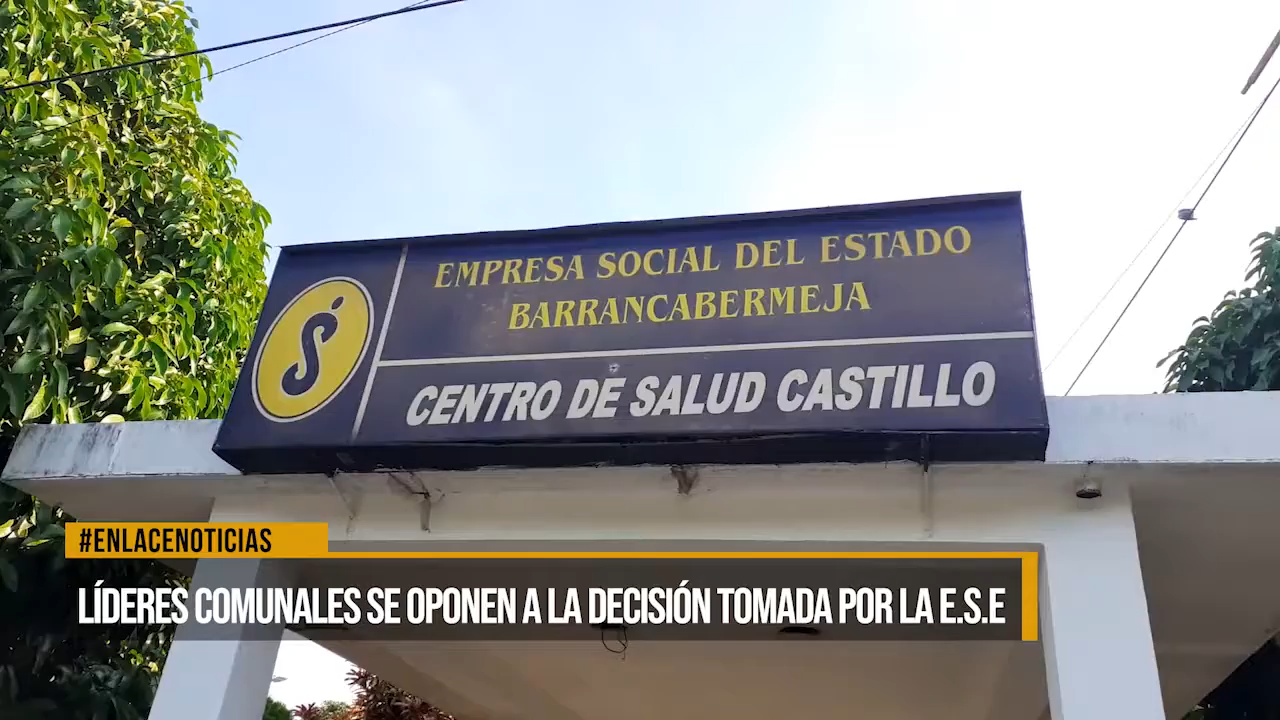 EMPRESA SOCIAL DEL ESTADO
BARRANCABERMEJA
CENTRO DE SALUD CASTILLO
#ENLACENOTICIAS
LÍDERES COMUNALES SE OPONEN A LA DECISIÓN TOMADA POR LA E.S.E